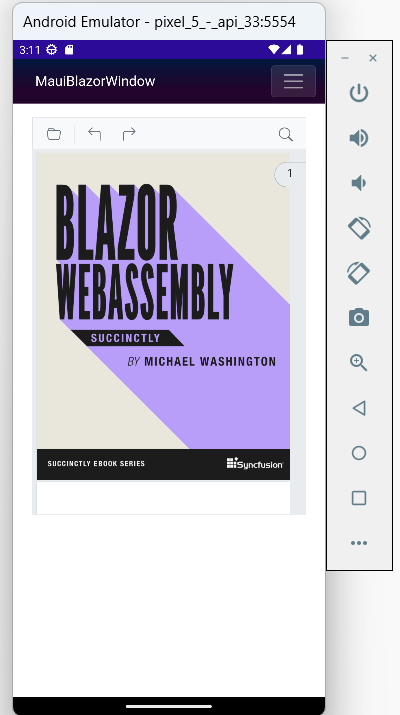 Android Emulator - pixel_5_-_api_33:5554
3:11
MauiBlazorWindow
1
BLAZOR
WEBASSEMBLY
SUCCINCTLY
BY MICHAEL WASHINGTON
SUCCINCTLY EBOOK SERIES
Syncfusion